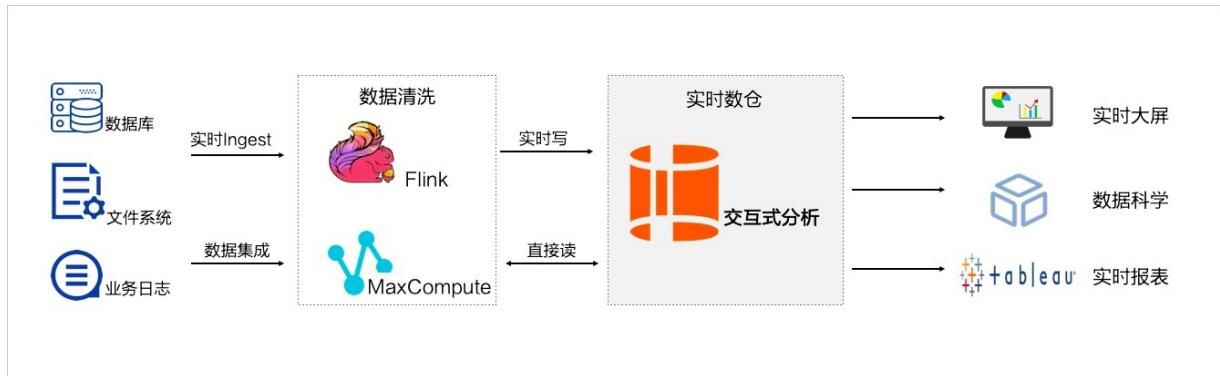 数据库
文件系统
业务日志
实时Ingest
数据集成
数据清洗
Flink
MaxCompute
实时写
直接读
实时数仓
交互式分析
实时大屏
数据科学
tableau
实时报表